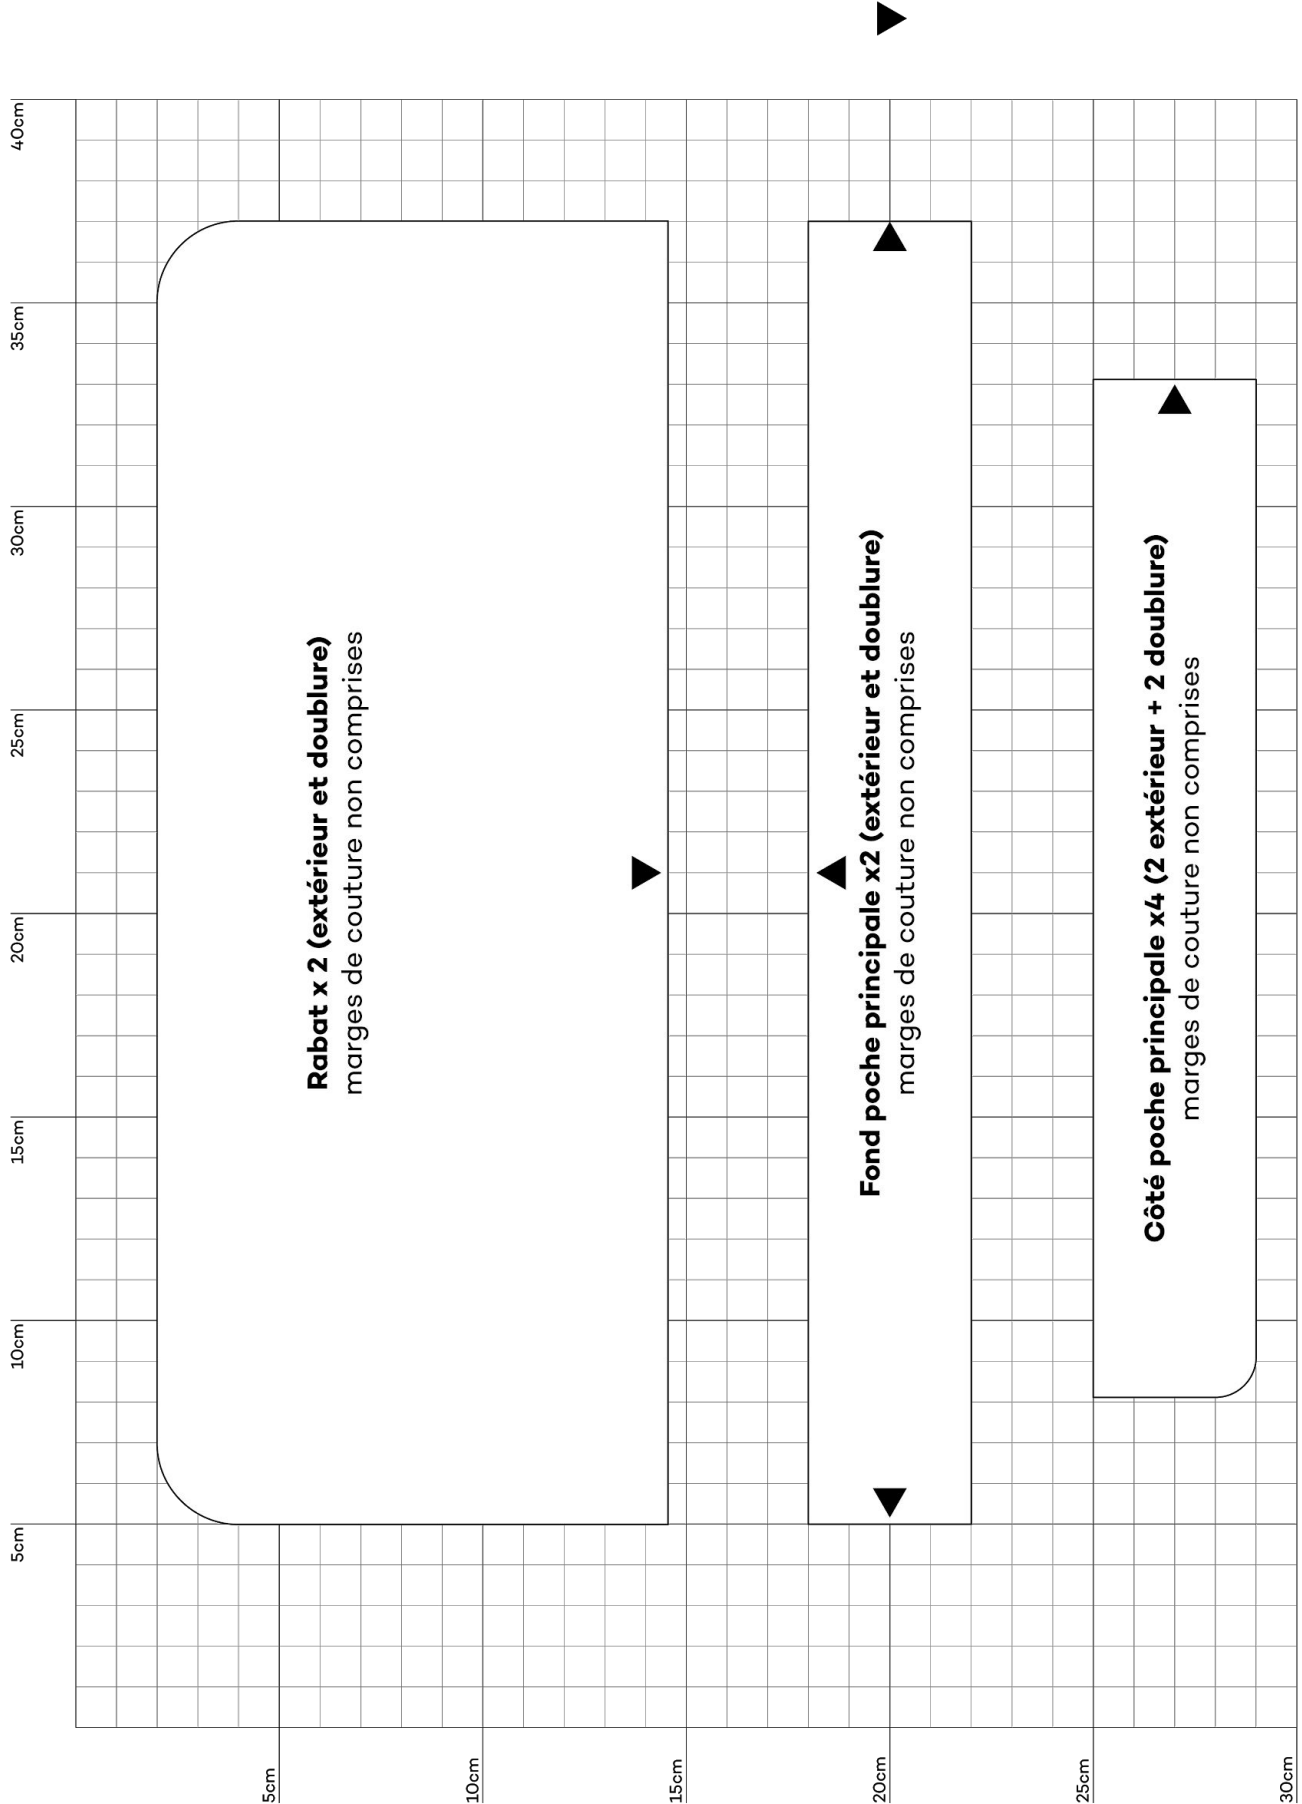 40cm
35cm
30cm
25cm
20cm
15cm
10cm
5cm
Rabat x 2 (extérieur et doublure)
marges de couture non comprises
Fond poche principale x2 (extérieur et doublure)
marges de couture non comprises
Côté poche principale x4 (2 extérieur + 2 doublure)
marges de couture non comprises
5cm
10cm
15cm
20cm
25cm
30cm